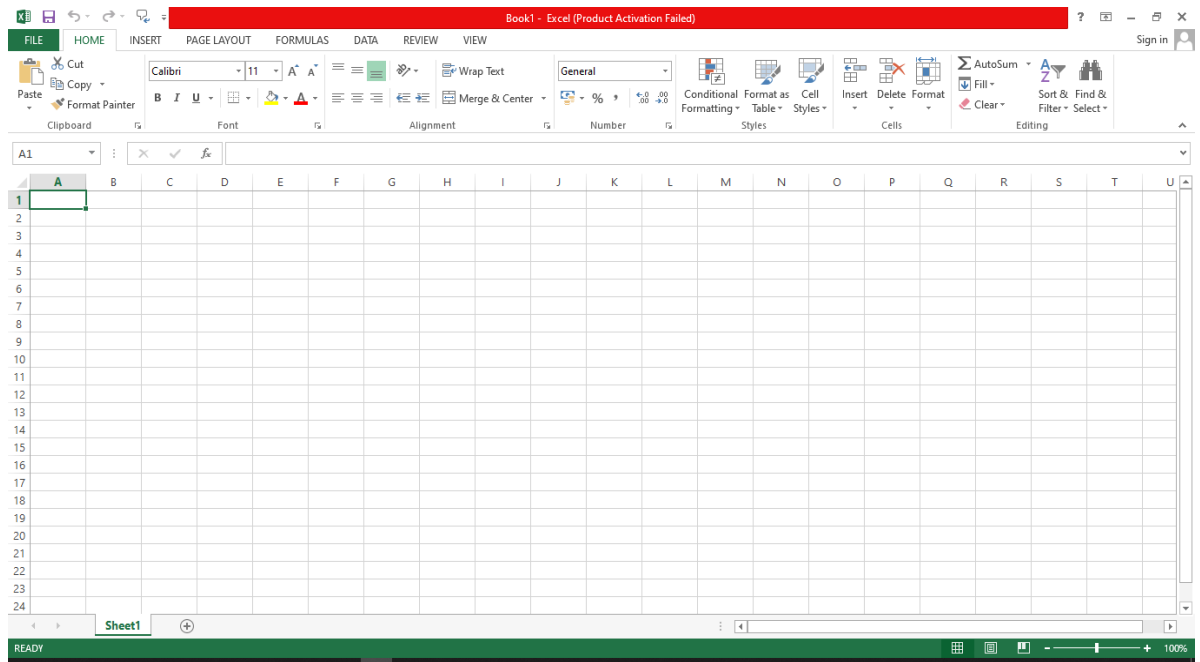 Book1 - Excel (Product Activation Failed)
?
FILE HOME INSERT PAGE LAYOUT FORMULAS DATA REVIEW VIEW Sign in
Paste
Cut
Copy
Format Painter
Clipboard
Calibri 11
B I U A
Font
Wrap Text
Merge & Center
Alignment
General
% ,
Number
Conditional Formatting
Format as Table
Cell Styles
Styles
Insert Delete Format
Cells
AutoSum
Fill
Clear
Sort & Filter
Find & Select
Editing
A1 fx
A B C D E F G H I J K L M N O P Q R S T U
1
2
3
4
5
6
7
8
9
10
11
12
13
14
15
16
17
18
19
20
21
22
23
24
Sheet1
READY 100%